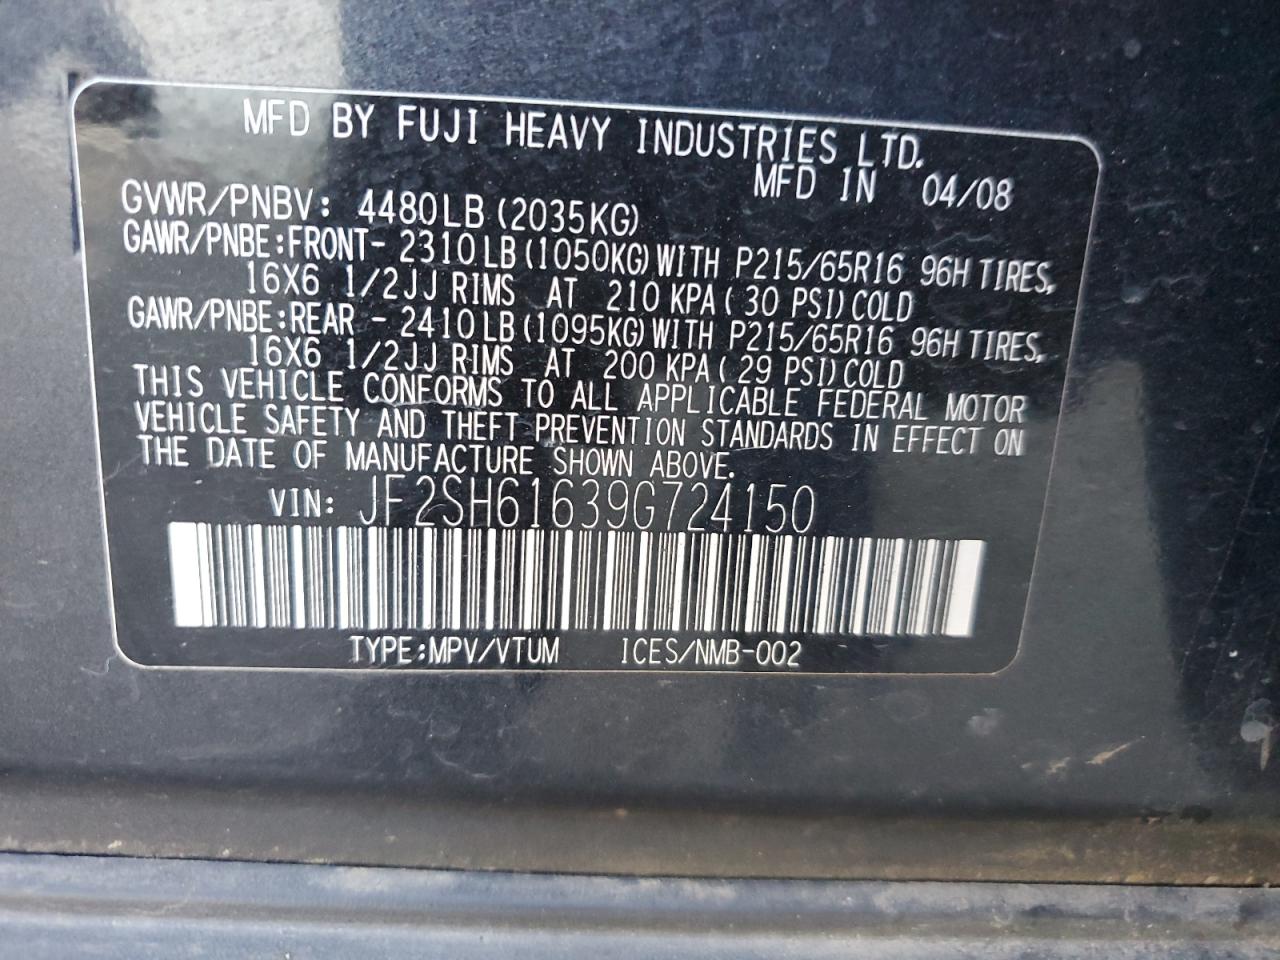 MFD BY FUJI HEAVY INDUSTRIES LTD.
MFD IN 04/08
GVWR/PNBV: 4480LB (2035KG)
GAWR/PNBE:FRONT- 2310LB(1050KG)WITH P215/65R16 96H TIRES,
16X6 1/2JJ RIMS AT 210 KPA( 30 PSI)COLD
GAWR/PNBE:REAR - 2410LB(1095KG)WITH P215/65R16 96H TIRES,
16X6 1/2JJ RIMS AT 200 KPA( 29 PSI)COLD
THIS VEHICLE CONFORMS TO ALL APPLICABLE FEDERAL MOTOR
VEHICLE SAFETY AND THEFT PREVENTION STANDARDS IN EFFECT ON
THE DATE OF MANUFACTURE SHOWN ABOVE.
VIN: JF2SH61639G724150
TYPE:MPV/VTUM ICES/NMB-002